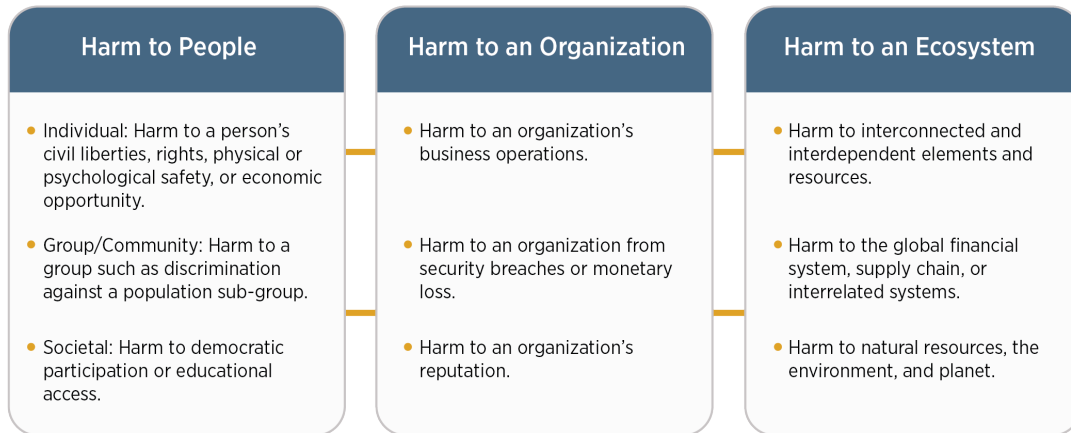 Harm to People
Individual: Harm to a person's
civil liberties, rights, physical or
psychological safety, or economic
opportunity.
Group/Community: Harm to a
group such as discrimination
against a population sub-group.
Societal: Harm to democratic
participation or educational
access.
Harm to an Organization
Harm to an organization's
business operations.
Harm to an organization from
security breaches or monetary
loss.
Harm to an organization's
reputation.
Harm to an Ecosystem
Harm to interconnected and
interdependent elements and
resources.
Harm to the global financial
system, supply chain, or
interrelated systems.
Harm to natural resources, the
environment, and planet.